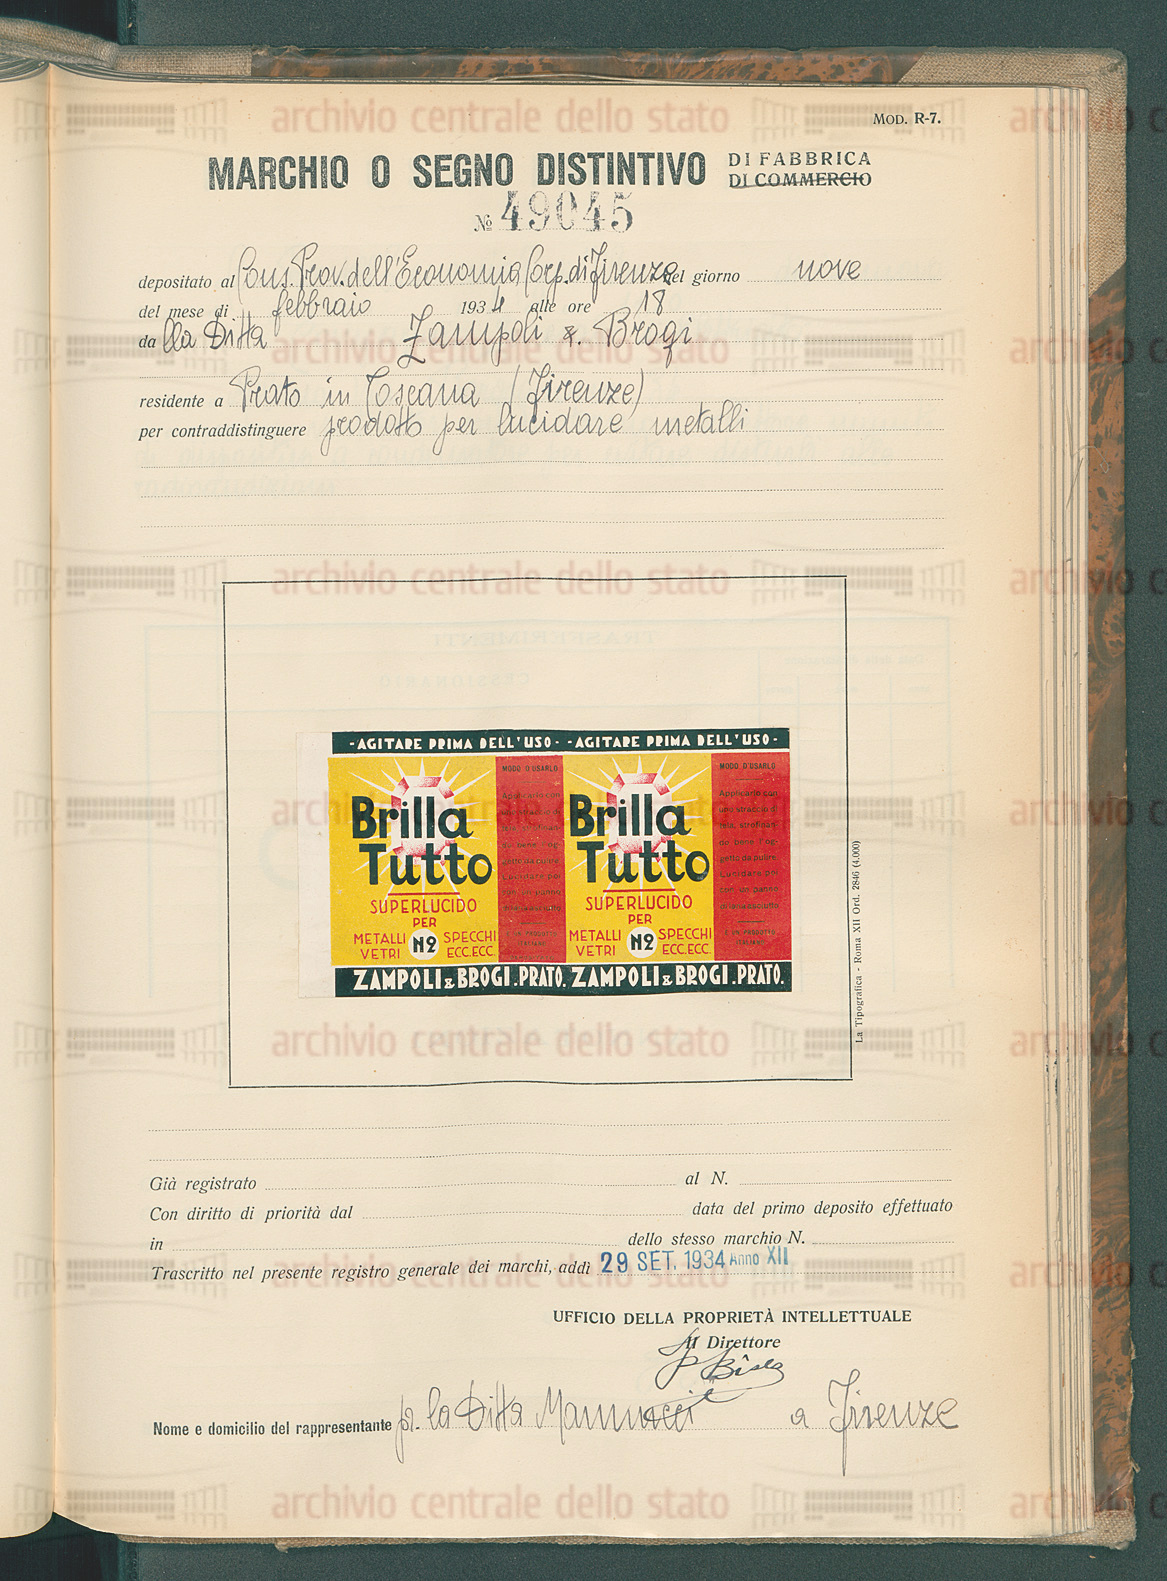 MOD. R-7.
MARCHIO O SEGNO DISTINTIVO DI FABBRICA
DI COMMERCIO
№ 49045
depositato al Cons. Prov. dell'Economia Corp. di Firenze nel giorno nove
del mese di febbraio 1934 alle ore 18
da lla Ditta Zampoli & Brogi
residente a Prato in Toscana (Firenze)
per contraddistinguere prodotto per lucidare metalli
-AGITARE PRIMA DELL'USO- -AGITARE PRIMA DELL'USO-
MODO D'USARLO MODO D'USARLO
Brilla Brilla
Tutto Tutto
SUPERLUCIDO SUPERLUCIDO
PER PER
METALLI N2 SPECCHI METALLI N2 SPECCHI
VETRI ECC.ECC. VETRI ECC.ECC.
ZAMPOLI & BROGI.PRATO. ZAMPOLI & BROGI.PRATO.
La Tipografica - Roma XII Ord. 2846 (4.000)
Già registrato al N.
Con diritto di priorità dal data del primo deposito effettuato
in dello stesso marchio N.
Trascritto nel presente registro generale dei marchi, addì 29 SET. 1934 Anno XII
UFFICIO DELLA PROPRIETÀ INTELLETTUALE
Il Direttore
Nome e domicilio del rappresentante pr. la Ditta Mannucci a Firenze
archivio centrale dello stato